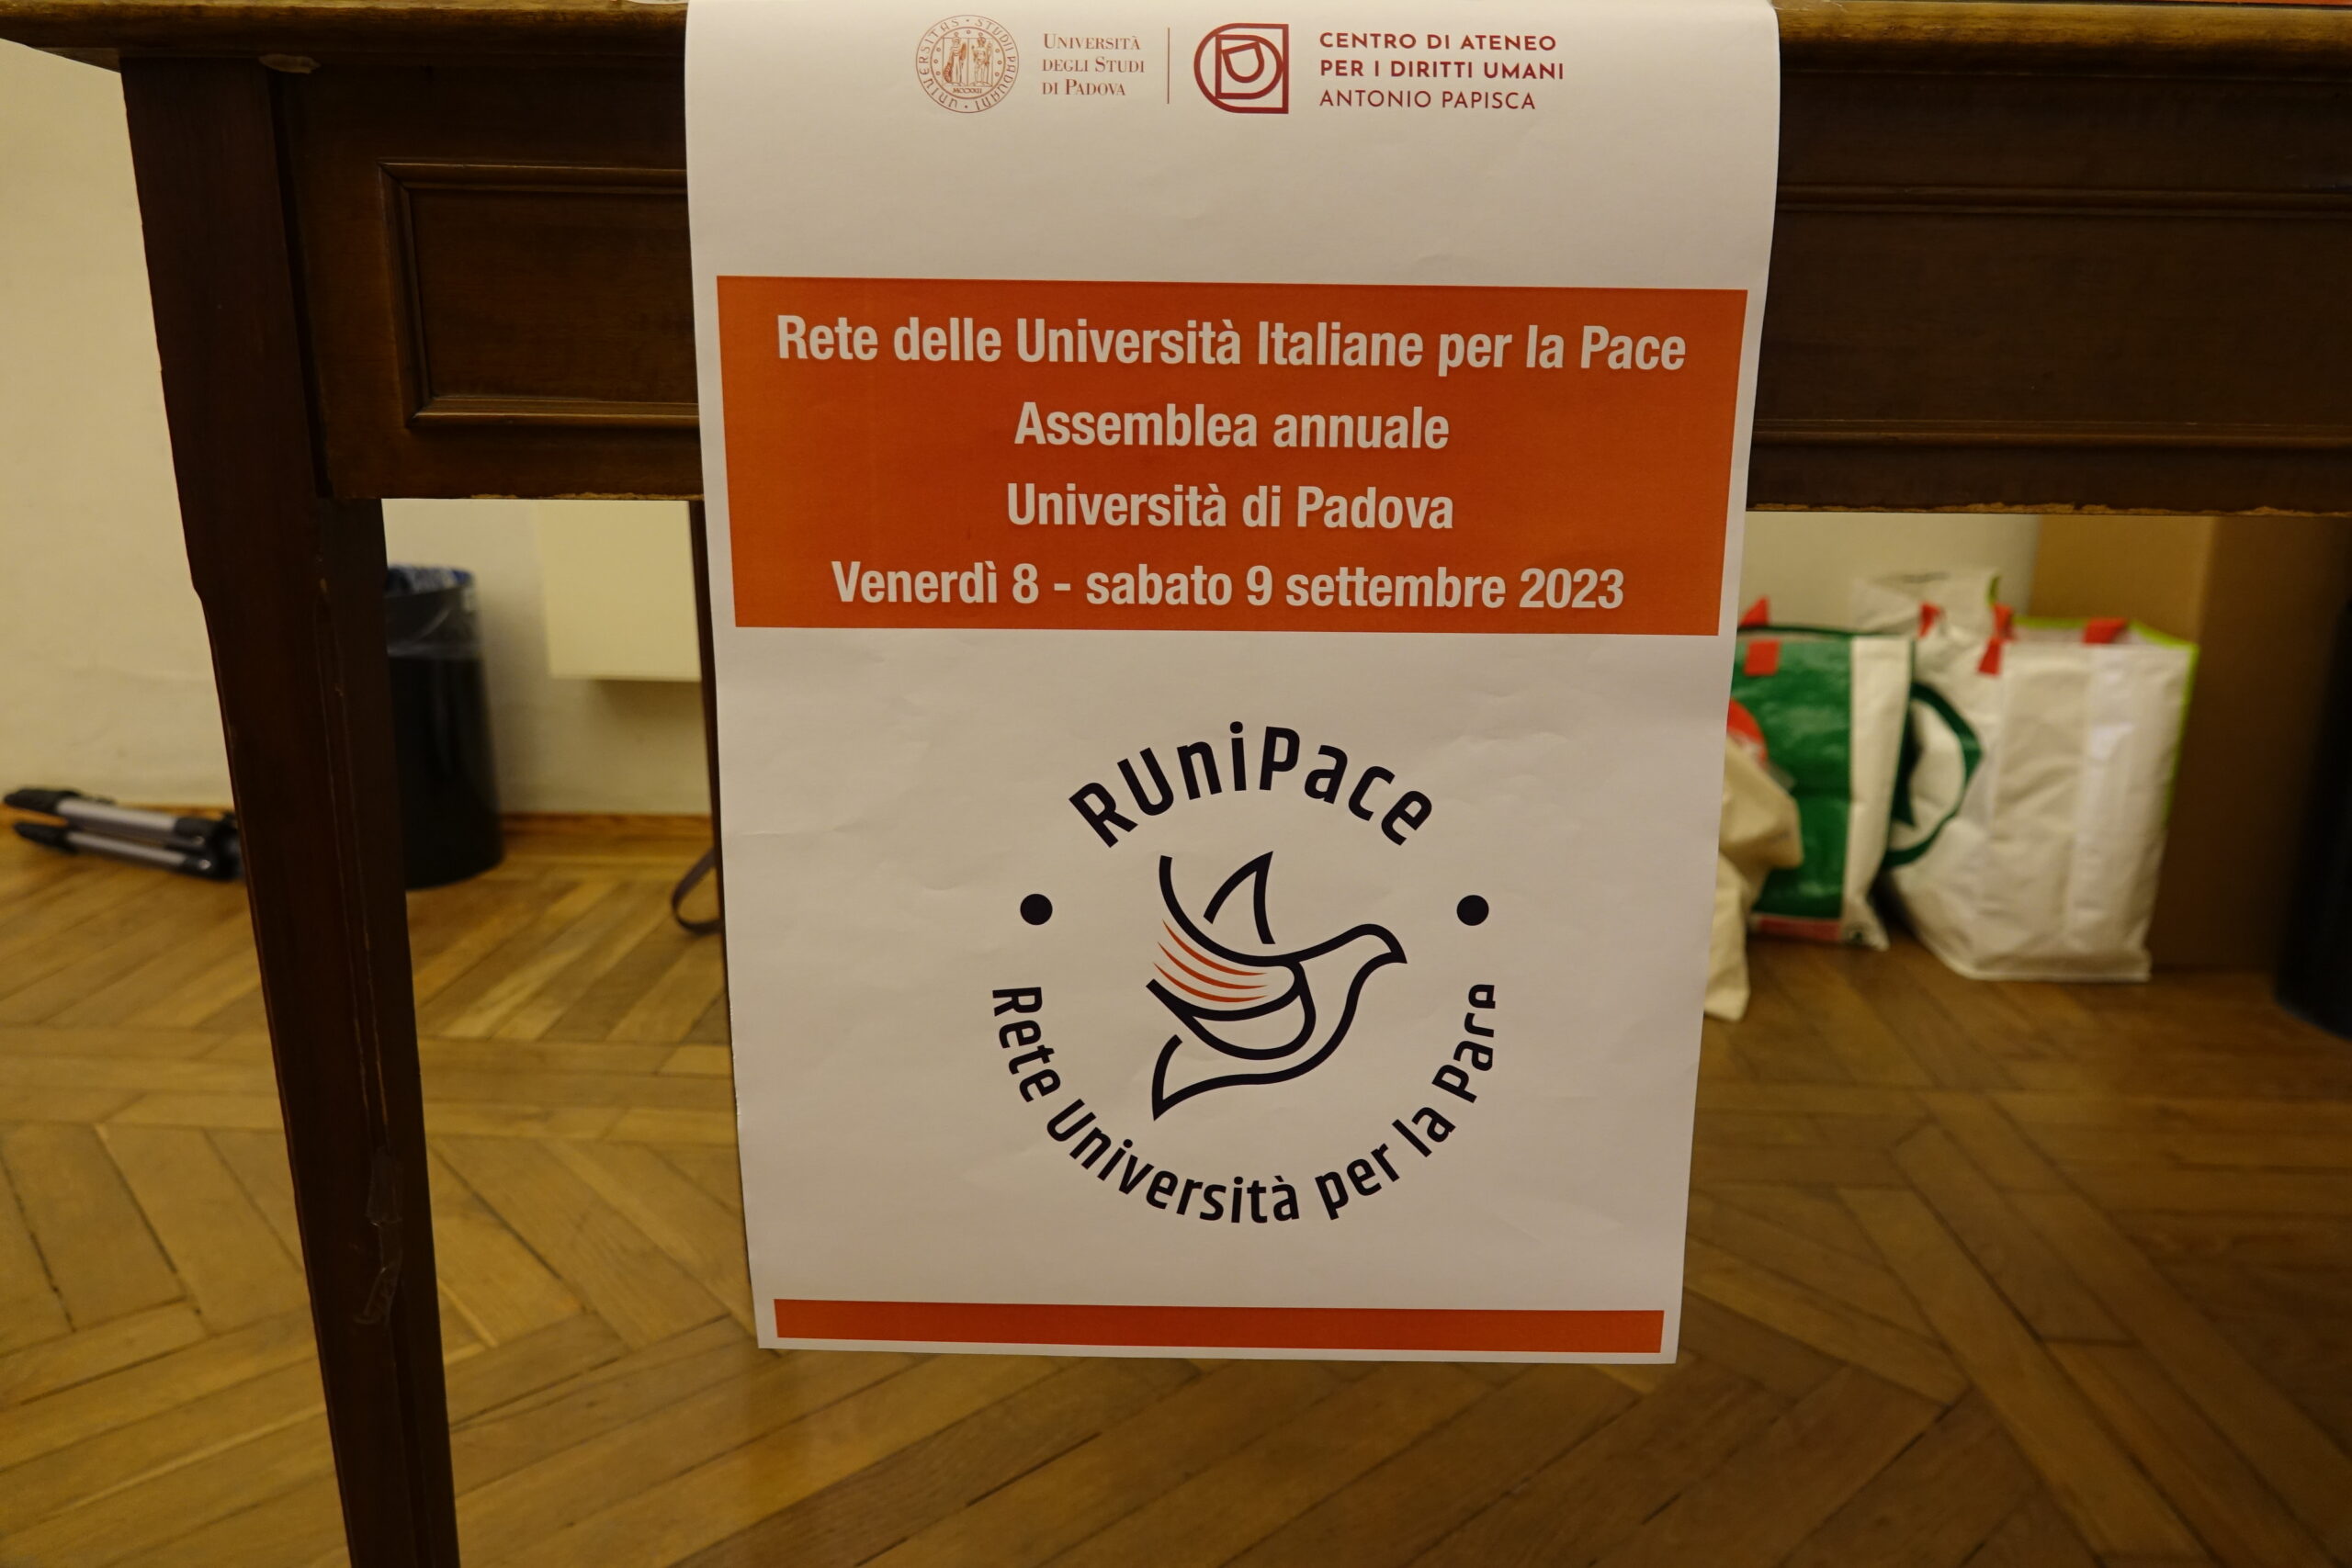 UNIVERSITÀ
DEGLI STUDI
DI PADOVA
CENTRO DI ATENEO
PER I DIRITTI UMANI
ANTONIO PAPISCA
Rete delle Università Italiane per la Pace
Assemblea annuale
Università di Padova
Venerdì 8 - sabato 9 settembre 2023
RUniPace
Rete Università per la Pace